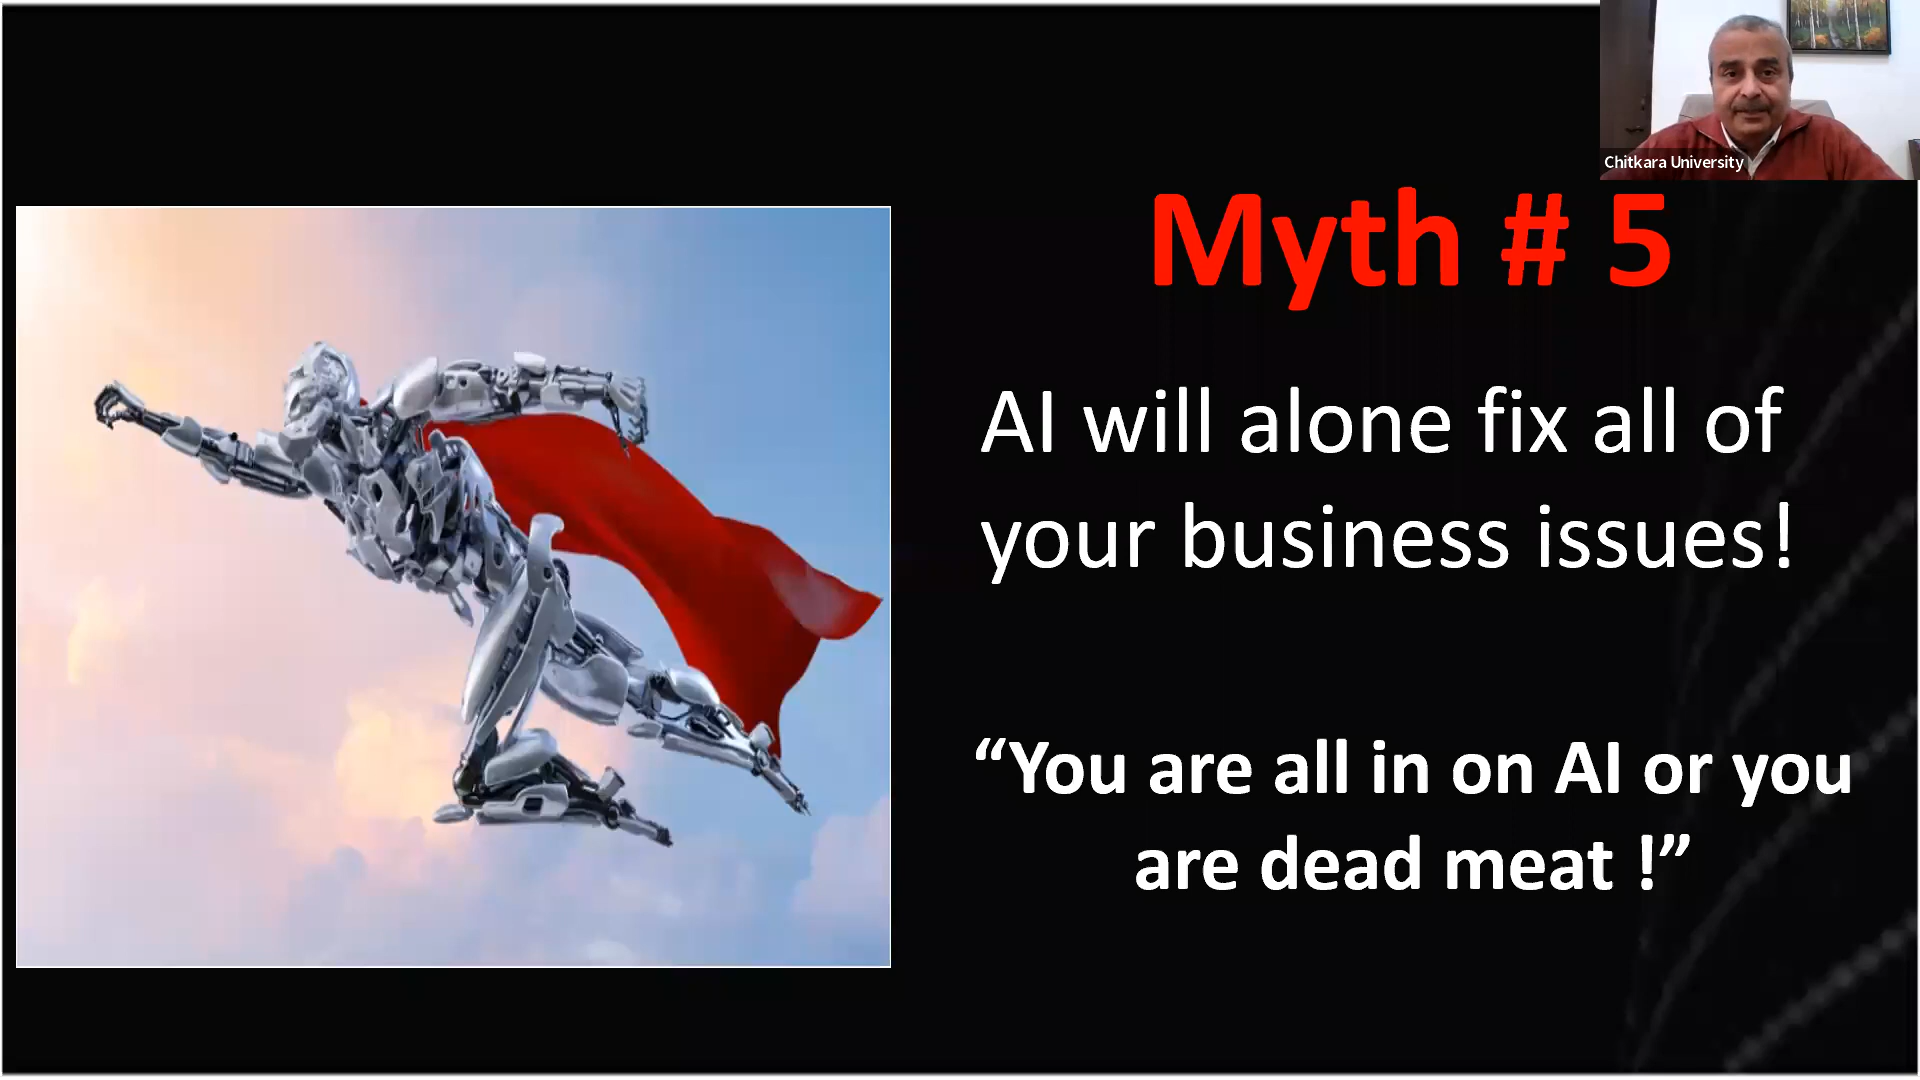 Chitkara University
Myth # 5
AI will alone fix all of
your business issues!
“You are all in on AI or you
are dead meat !”